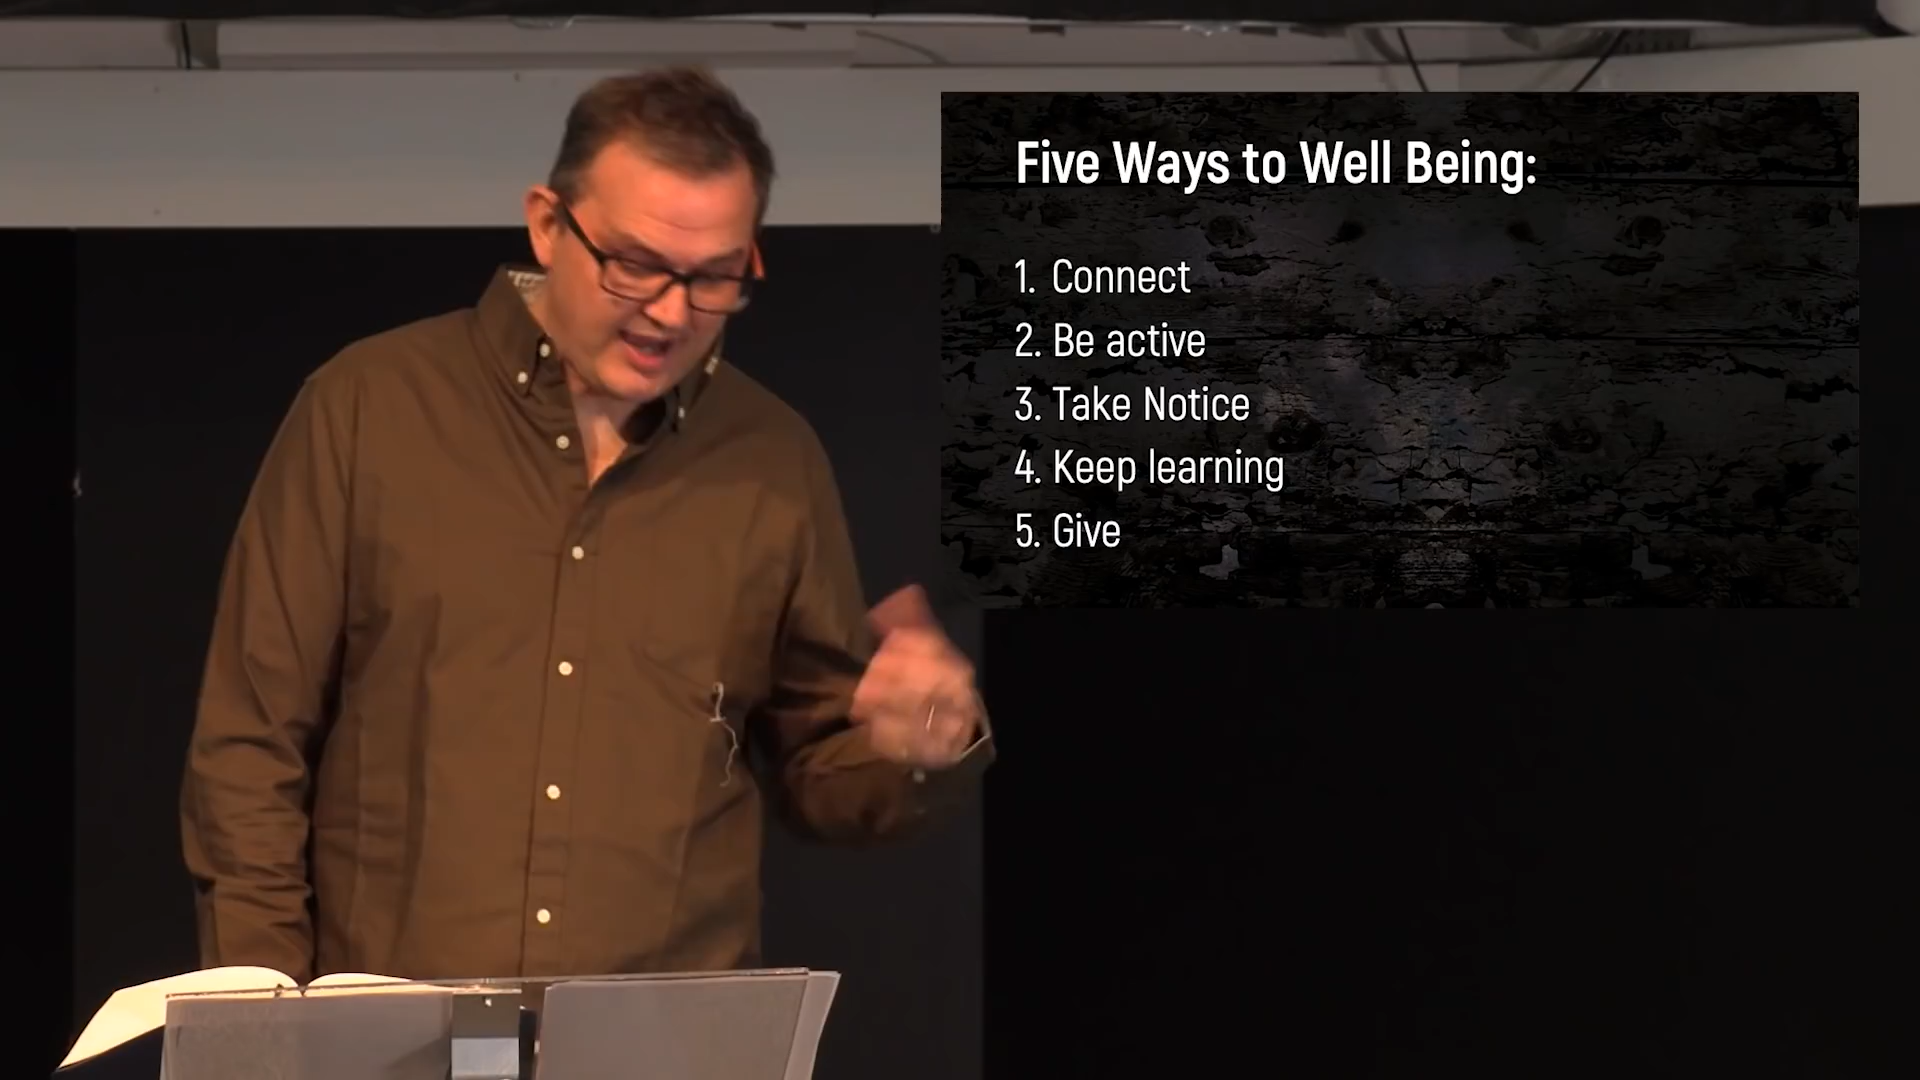 Five Ways to Well Being:
1. Connect
2. Be active
3. Take Notice
4. Keep learning
5. Give